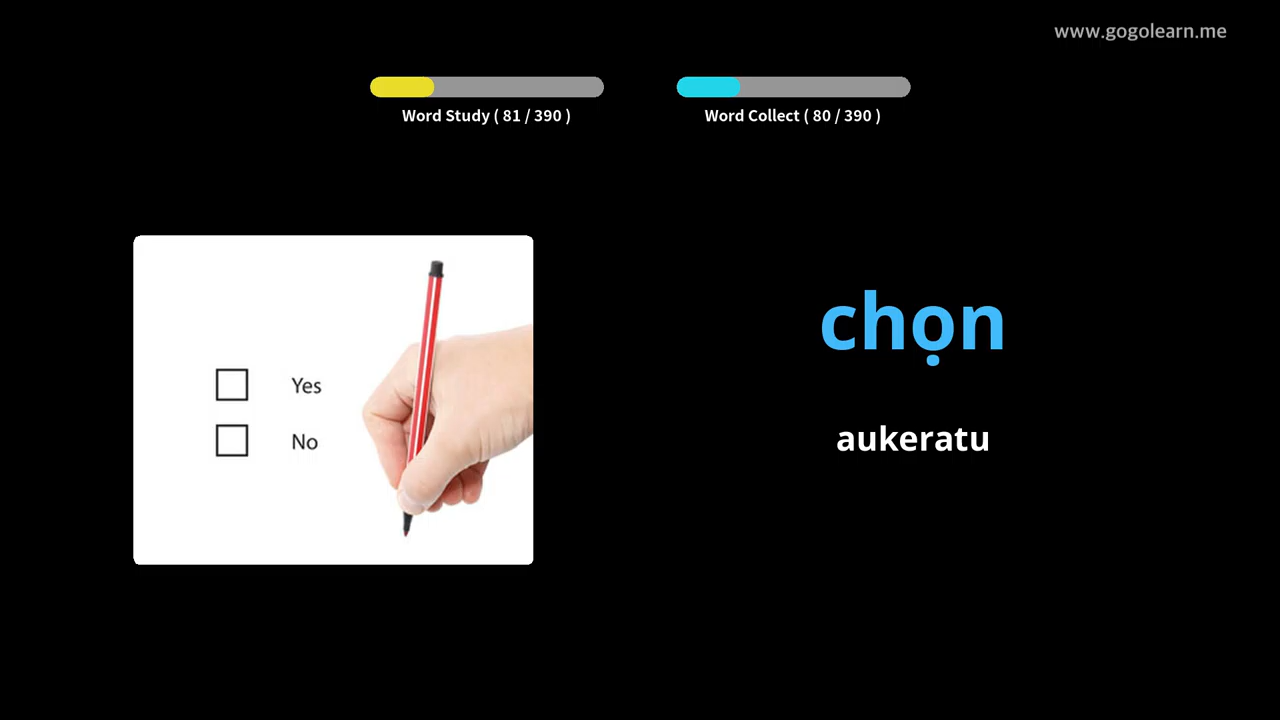 www.gogolearn.me
Word Study ( 81 / 390 )
Word Collect ( 80 / 390 )
Yes
No
chọn
aukeratu